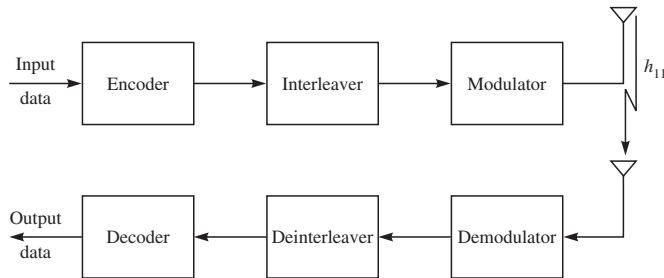 Input
data
Encoder
Interleaver
Modulator
h11
Output
data
Decoder
Deinterleaver
Demodulator